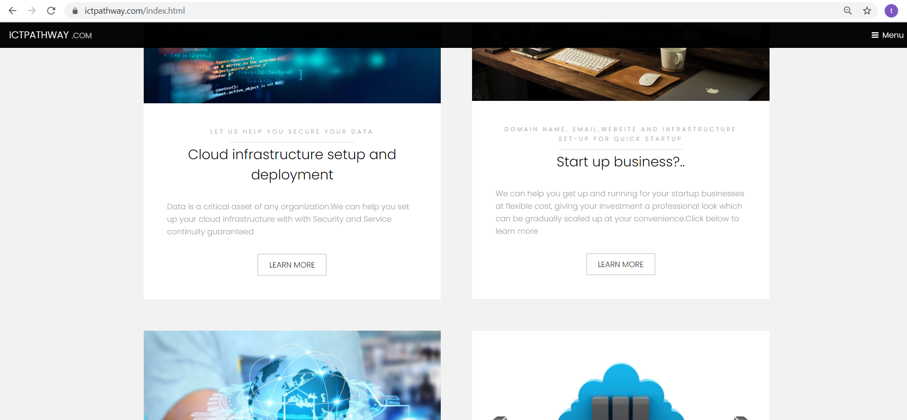 ictpathway.com/index.html
t
ICTPATHWAY .COM
Menu
LET US HELP YOU SECURE YOUR DATA
Cloud infrastructure setup and
deployment
Data is a critical asset of any organization.We can help you set
up your cloud infrastructure with with Security and Service
continuity guaranteed
LEARN MORE
DOMAIN NAME, EMAIL,WEBSITE AND INFRASTRUCTURE
SET-UP FOR QUICK STARTUP
Start up business?..
We can help you get up and running for your startup businesses
at flexible cost, giving your investment a professional look which
can be gradually scaled up at your convenience.Click below to
learn more
LEARN MORE